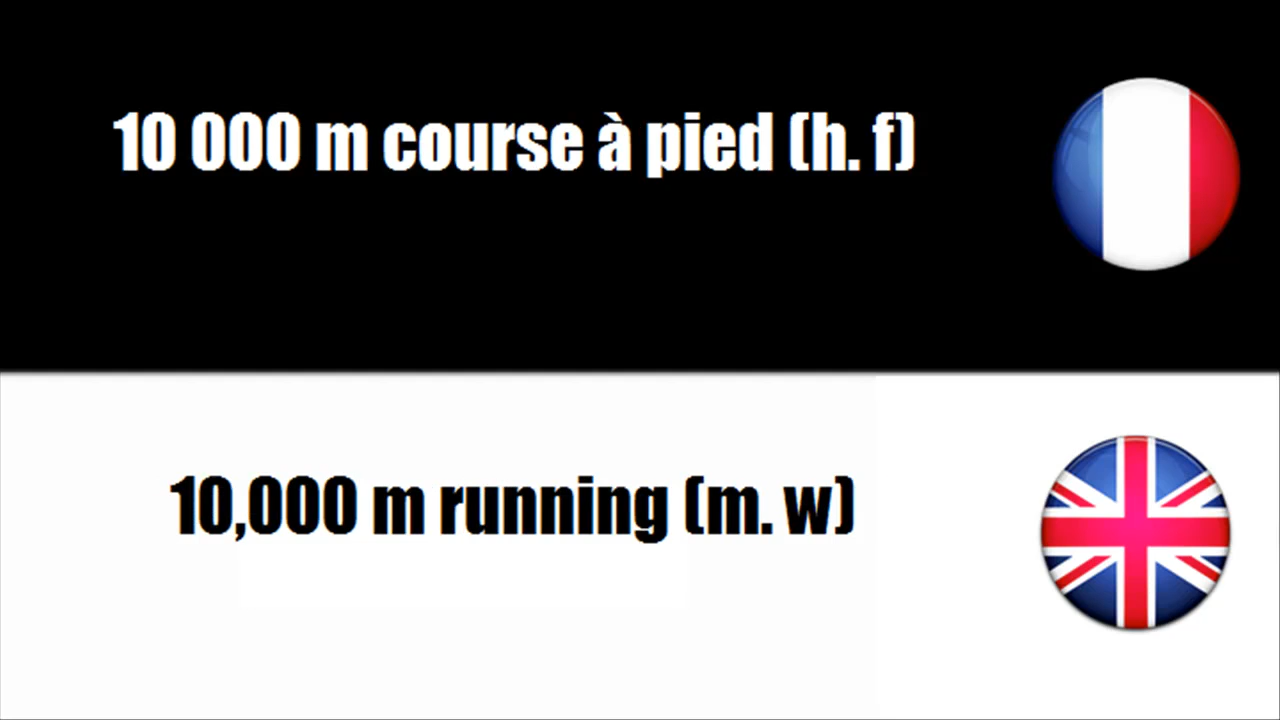 10 000 m course à pied (h. f)
10,000 m running (m. w)